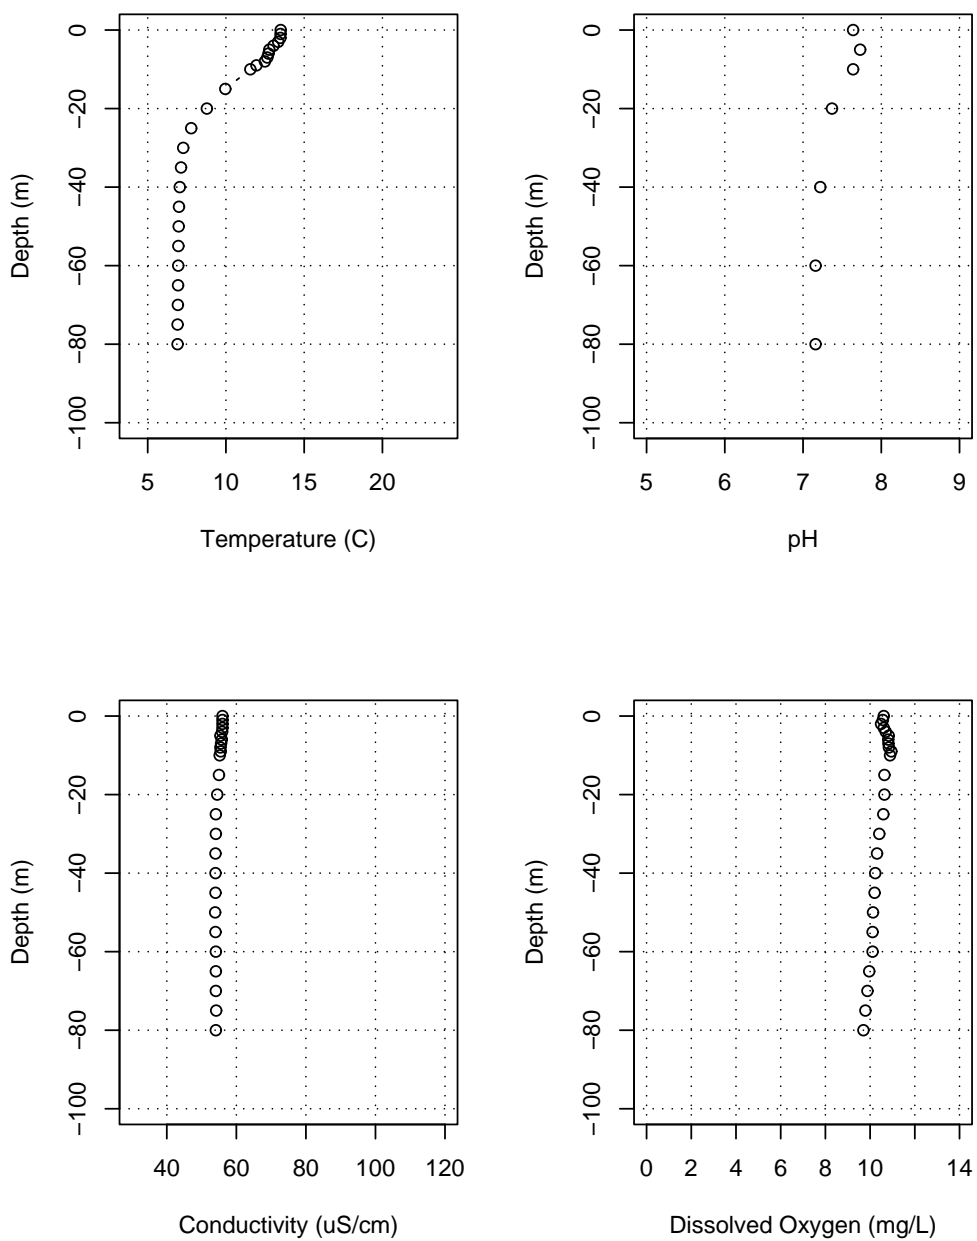 0
−20
−40
−60
−80
−100
Depth (m)
5 10 15 20
Temperature (C)
0
−20
−40
−60
−80
−100
Depth (m)
5 6 7 8 9
pH
0
−20
−40
−60
−80
−100
Depth (m)
40 60 80 100 120
Conductivity (uS/cm)
0
−20
−40
−60
−80
−100
Depth (m)
0 2 4 6 8 10 14
Dissolved Oxygen (mg/L)